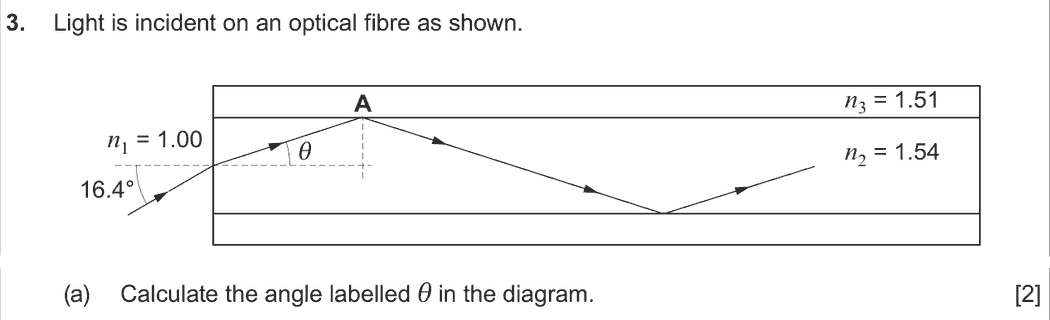 3. Light is incident on an optical fibre as shown.
A
n₃ = 1.51
n₁ = 1.00
θ
n₂ = 1.54
16.4°
(a) Calculate the angle labelled θ in the diagram. [2]